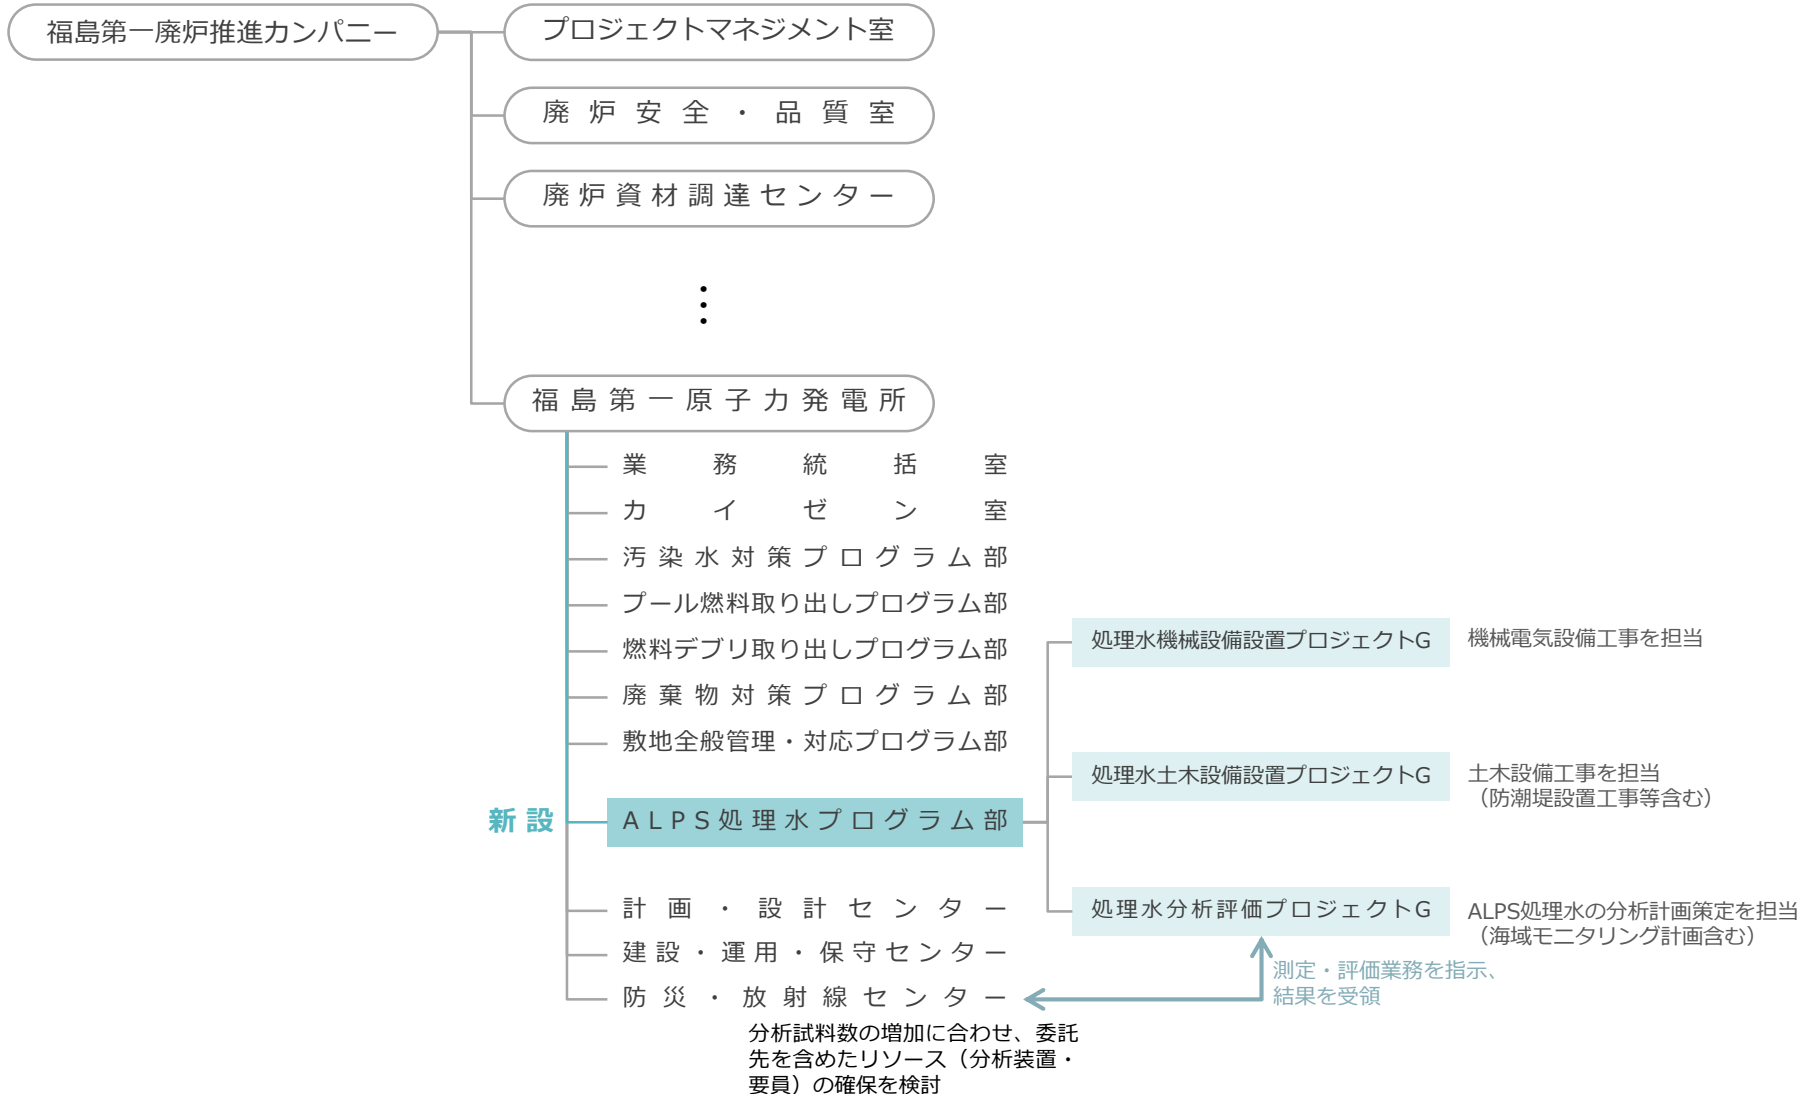 福島第一廃炉推進カンパニー
プロジェクトマネジメント室
廃炉安全・品質室
廃炉資材調達センター
福島第一原子力発電所
業務統括室
カイゼン室
汚染水対策プログラム部
プール燃料取り出しプログラム部
燃料デブリ取り出しプログラム部
廃棄物対策プログラム部
敷地全般管理・対応プログラム部
新設
ALPS処理水プログラム部
計画・設計センター
建設・運用・保守センター
防災・放射線センター
分析試料数の増加に合わせ、委託
先を含めたリソース（分析装置・
要員）の確保を検討
処理水機械設備設置プロジェクトG
機械電気設備工事を担当
処理水土木設備設置プロジェクトG
土木設備工事を担当
（防潮堤設置工事等含む）
処理水分析評価プロジェクトG
ALPS処理水の分析計画策定を担当
（海域モニタリング計画含む）
測定・評価業務を指示、
結果を受領